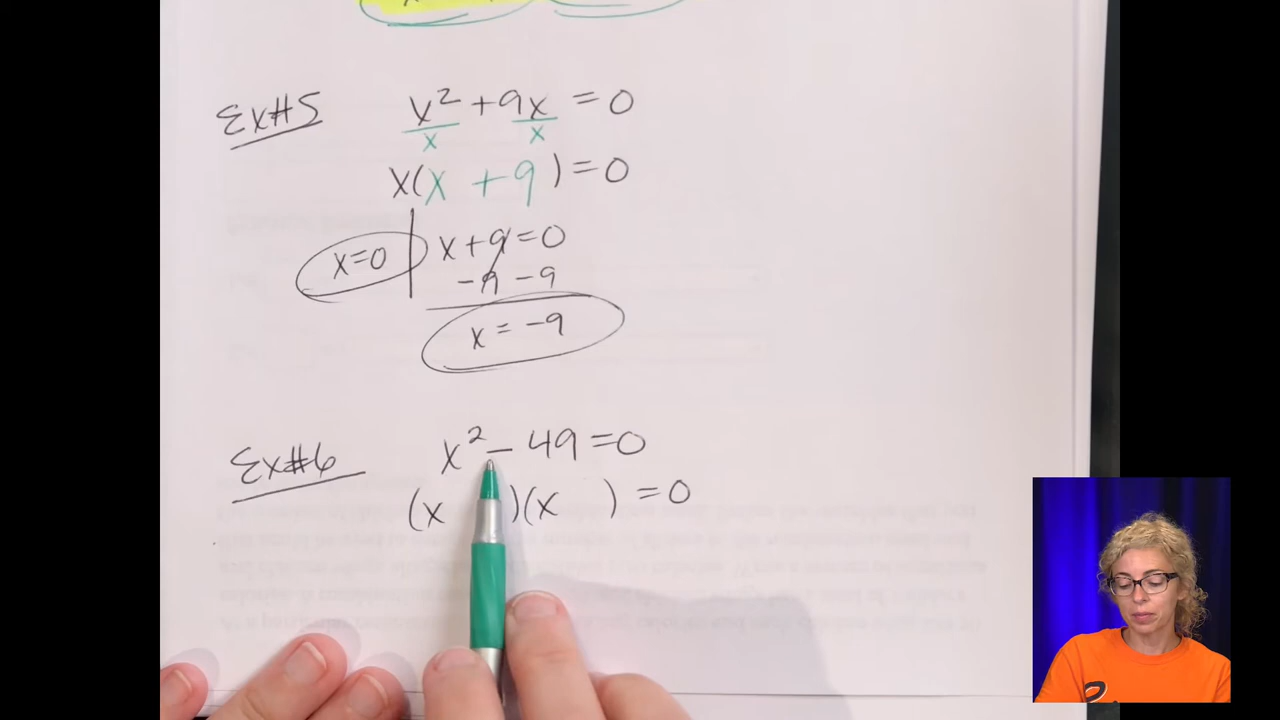 Ex#5 x² + 9x = 0
x x
x(x + 9) = 0
x=0 x+9=0
-9 -9
x = -9
Ex#6 x² - 49 = 0
(x )(x ) = 0